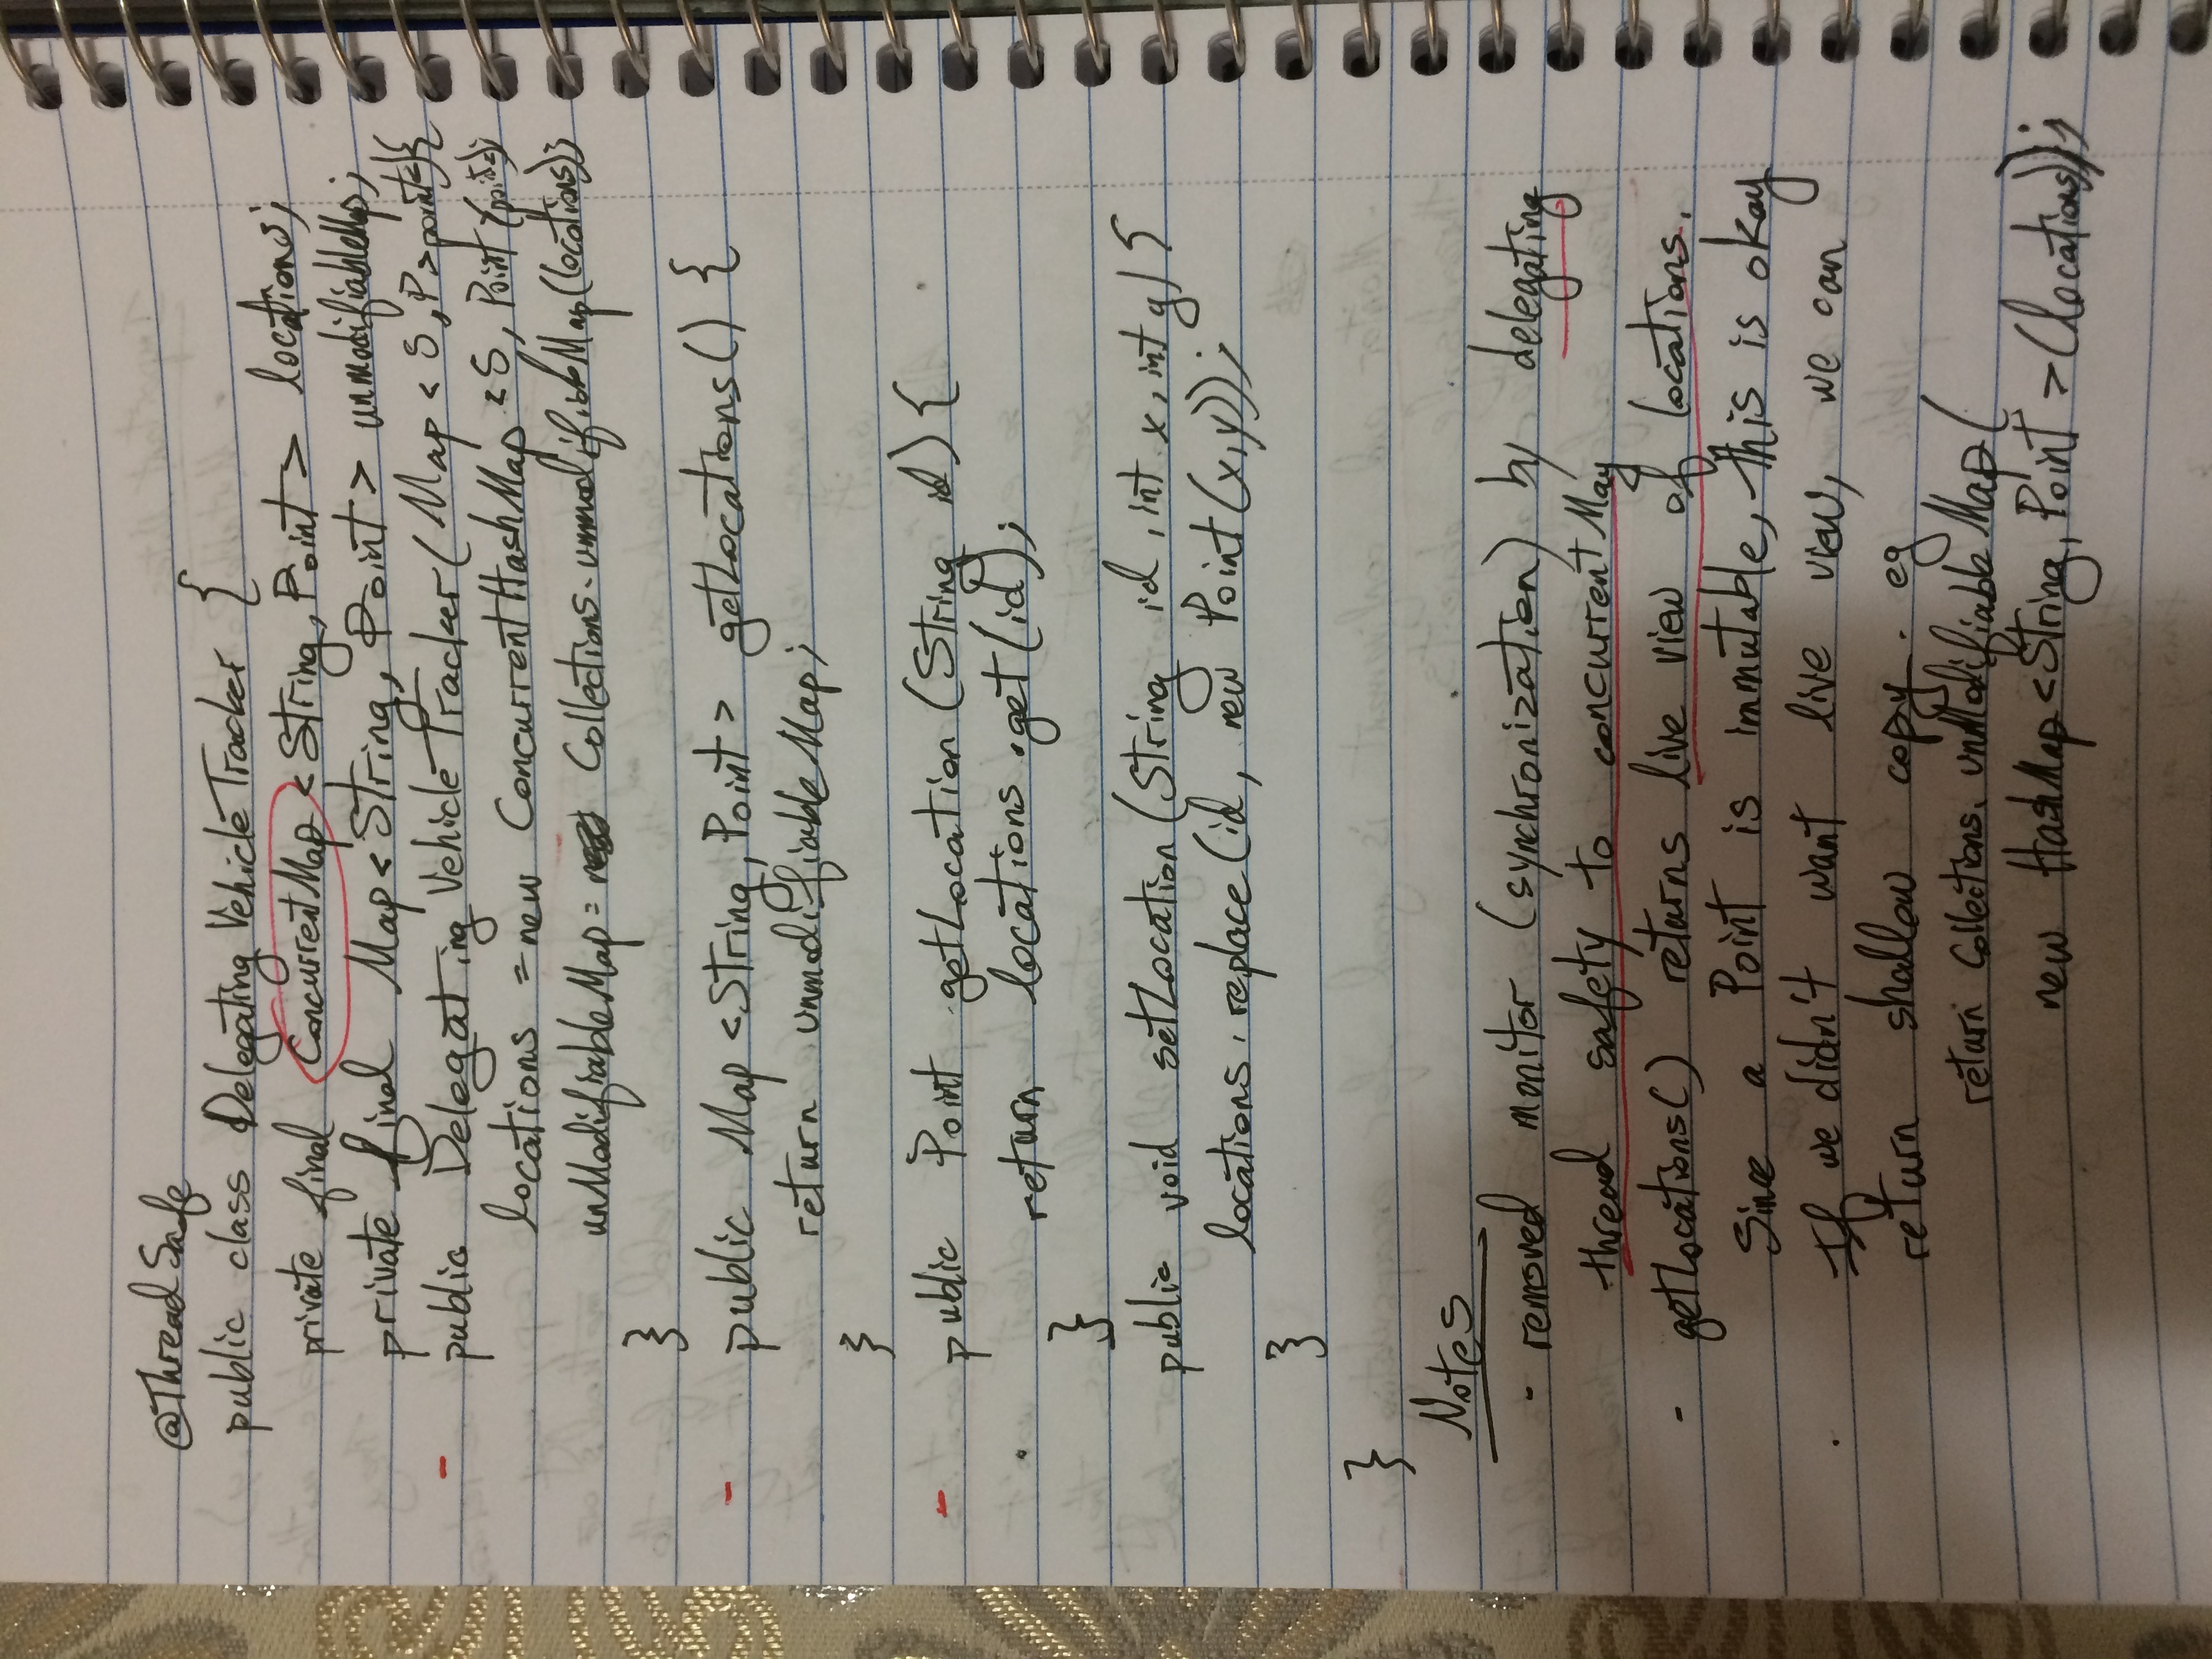 @ThreadSafe
public class DelegatingVehicleTracker {
private final ConcurrentMap<String, Point> locations;
private final Map<String, Point> unmodifiableMap;
- public DelegatingVehicleTracker(Map<S,P>points){
locations = new ConcurrentHashMap<S, Point>(points);
unModifiableMap= Collections.unmodifiableMap(locations);
}
- public Map<String, Point> getLocations() {
return unmodifiableMap;
}
- public Point getLocation (String id) {
return locations.get(id);
}
public void setLocation (String id, int x, int y) {
locations.replace(id, new Point(x,y));
}
}
Notes
- removed monitor (synchronization) by delegating
thread safety to concurrentMap
- getLocations() returns live view of locations.
Since a Point is immutable, this is okay
If we didn't want live view, we can
return shallow copy. eg
return Collections.unModifiableMap(
new HashMap<String, Point>(locations));